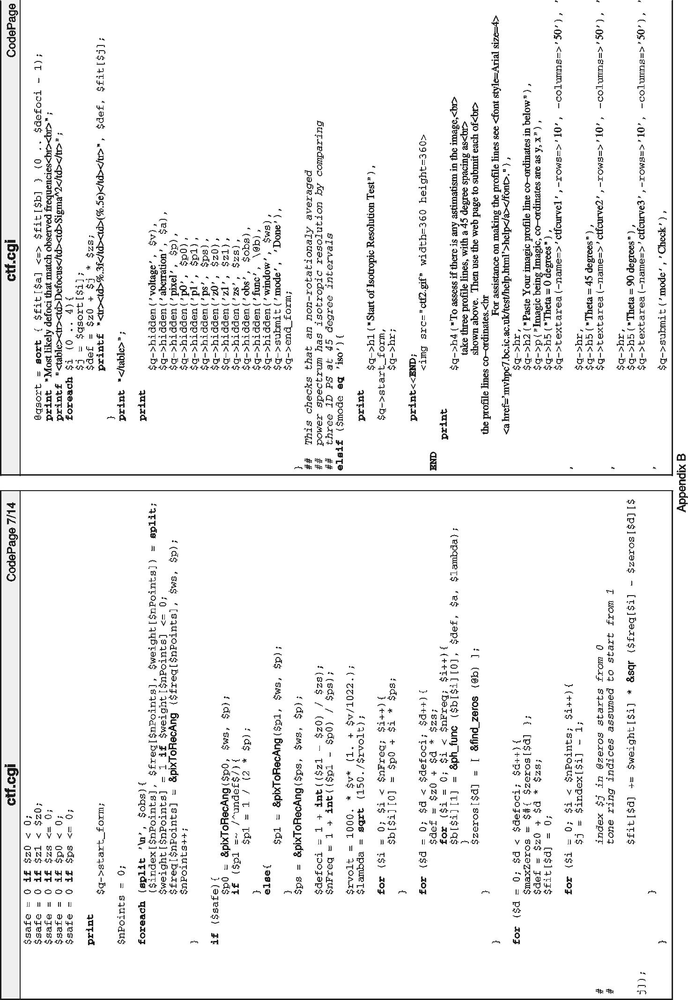 ctf.cgi
CodePage 7/14
$safe = 0 if $z0 < 0;
$safe = 0 if $z1 < $z0;
$safe = 0 if $zs <= 0;
$safe = 0 if $p0 < 0;
$safe = 0 if $ps <= 0;
print
$q->start_form;
$nPoints = 0;
foreach (split '\n', $obs){
($index[$nPoints], $freq[$nPoints], $weight[$nPoints]) = split;
$weight[$nPoints] = 1 if $weight[$nPoints] <= 0;
$freq[$nPoints] = &pixToRecAng ($freq[$nPoints], $ws, $p);
$nPoints++;
}
if ($safe){
$p0 = &pixToRecAng($p0, $ws, $p);
if ($p1 =~ /^undef$/){
$p1 = 1 / (2 * $p);
}
else{
$p1 = &pixToRecAng($p1, $ws, $p);
}
$ps = &pixToRecAng($ps, $ws, $p);
$defoci = 1 + int(($z1 - $z0) / $zs);
$nFreq = 1 + int(($p1 - $p0) / $ps);
$rvolt = 1000. * $v* (1. + $v/1022.);
$lambda = sqrt (150./$rvolt);
for ($i = 0; $i < $nFreq; $i++){
$b[$i][0] = $p0 + $i * $ps;
}
for ($d = 0; $d < $defoci; $d++){
$def = $z0 + $d * $zs;
for ($i = 0; $i < $nFreq; $i++){
$b[$i][1] = &ph_func ($b[$i][0], $def, $a, $lambda);
}
$zeros[$d] = [ &find_zeros (@b) ];
}
}
for ($d = 0; $d < $defoci; $d++){
$maxZeros = $#{ $zeros[$d] };
$def = $z0 + $d * $zs;
$fit[$d] = 0;
for ($i = 0; $i < $nPoints; $i++){
$j = $index[$i] - 1;
# index $j in @zeros starts from 0
# tone ring indices assumed to start from 1
$fit[$d] += $weight[$i] * &sqr ($freq[$i] - $zeros[$d][$
j]);
}
}
ctf.cgi
CodePage
@gsort = sort { $fit[$a] <=> $fit[$b] } (0 .. $defoci - 1);
print "Most likely defoci that match observed frequencies<br><br>";
printf "<table><tr><td>Defocus</td><td>Sigma^2</td></tr>";
foreach $i (0 .. 4){
$j = $gsort[$i];
$def = $z0 + $j * $zs;
printf "<tr><td>%.3f</td><td>(%.5e)</td></tr>", $def, $fit[$j];
}
print "</table>";
print
$q->hidden('voltage', $v),
$q->hidden('aberration', $a),
$q->hidden('pixel', $p),
$q->hidden('p0', $p0),
$q->hidden('p1', $p1),
$q->hidden('ps', $ps),
$q->hidden('z0', $z0),
$q->hidden('z1', $z1),
$q->hidden('zs', $zs),
$q->hidden('obs', $obs),
$q->hidden('func', \@b),
$q->hidden('window', $ws),
$q->submit('mode', 'Done'),
$q->end_form;
}
## This checks that an non-rotationaly averaged
## power spectrum has isotropic resolution by comparing
## three 1D PS at 45 degree intervals
elsif ($mode eq 'iso'){
print
$q->h1("Start of Isotropic Resolution Test"),
$q->start_form,
$q->hr;
print<<END;
<img src="ctf2.gif" width=360 height=360>
END
print
$q->h4("To assess if there is any astimatism in the image,<br>
take three profile lines, with a 45 degree spacing as<br>
shown above. Then use the web page to submit each of<br>
the profile lines co-ordinates.<br
For assistance on making the profile lines see <font style=Arial size=4>
<a href='mvhpc7.bc.ic.ac.uk/test/help.html'>help</a></font>."),
$q->hr,
$q->h2("Paste Your imagic profile line co-ordinates in below"),
$q->p("Imagic being Imagic, co-ordinates are as y, x"),
$q->h5("Theta = 0 degrees"),
$q->textarea(-name=>'ctfcurve1',-rows=>'10', -columns=>'50'), '
',
$q->hr,
$q->h5("Theta = 45 degrees"),
$q->textarea(-name=>'ctfcurve2',-rows=>'10', -columns=>'50'), '
',
$q->hr,
$q->h5("Theta = 90 degrees"),
$q->textarea(-name=>'ctfcurve3',-rows=>'10', -columns=>'50'), '
',
$q->submit('mode', 'Check'),
Appendix B